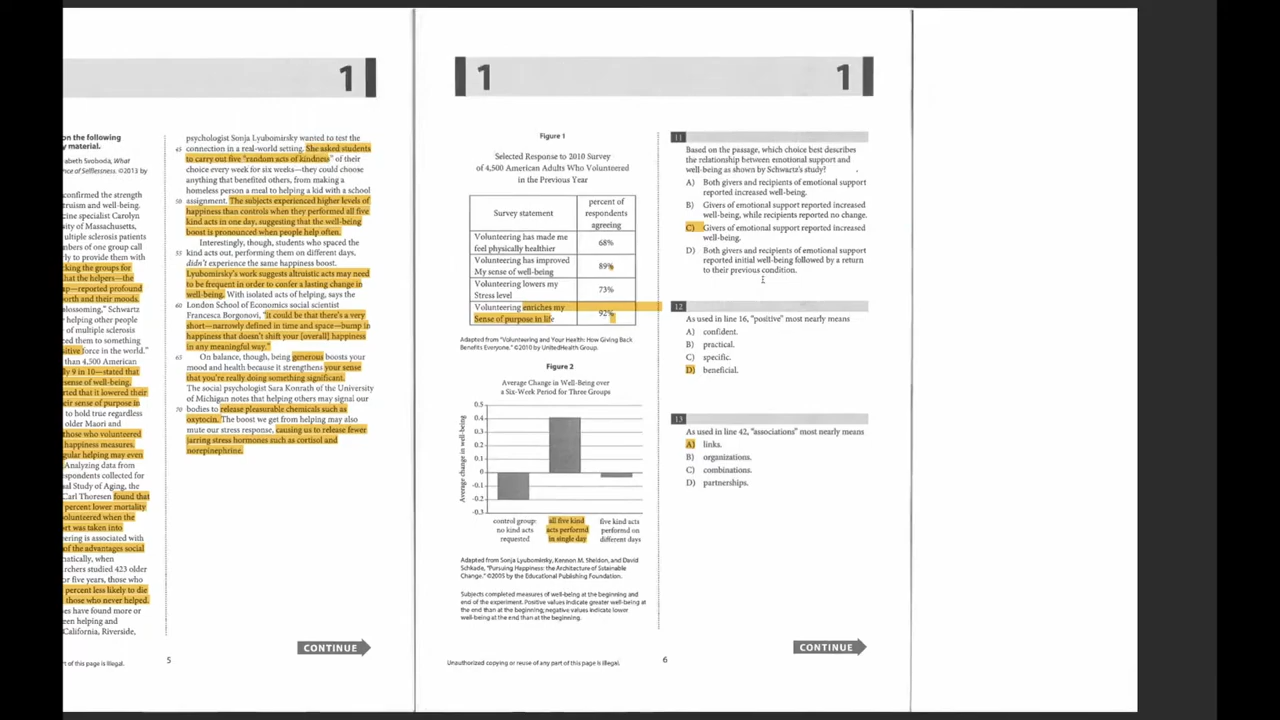 1
on the following
y material.
abeth Svoboda, What
nce of Selflessness. ©2013 by
confirmed the strength
truism and well-being.
cine specialist Carolyn
ity of Massachusetts,
ultiple sclerosis patients
mbers of one group call
rly to provide them with
cking the groups for
hat the helpers—the
ap—reported profound
orth and their moods.
blossoming," Schwartz
helping other people
of multiple sclerosis
sitive force in the world."
than 4,500 American
ly 9 in 10—stated that
sense of well-being.
rted that it lowered their
eir sense of purpose in
to hold true regardless
older Maori and
those who volunteered
happiness measures.
gular helping may even
Analyzing data from
spondents collected for
al Study of Aging, the
Carl Thoresen found that
percent lower mortality
olunteered when the
rt was taken into
eering is associated with
of the advantages social
matically, when
rchers studied 423 older
or five years, those who
percent less likely to die
those who never helped.
es have found more or
een helping and
California, Riverside,
rt of this page is illegal.
psychologist Sonja Lyubomirsky wanted to test the
45 connection in a real-world setting. She asked students
to carry out five "random acts of kindness" of their
choice every week for six weeks—they could choose
anything that benefited others, from making a
homeless person a meal to helping a kid with a school
50 assignment. The subjects experienced higher levels of
happiness than controls when they performed all five
kind acts in one day, suggesting that the well-being
boost is pronounced when people help often.
Interestingly, though, students who spaced the
55 kind acts out, performing them on different days,
didn't experience the same happiness boost.
Lyubomirsky's work suggests altruistic acts may need
to be frequent in order to confer a lasting change in
well-being. With isolated acts of helping, says the
60 London School of Economics social scientist
Francesca Borgonovi, "it could be that there's a very
short—narrowly defined in time and space—bump in
happiness that doesn't shift your [overall] happiness
in any meaningful way."
65 On balance, though, being generous boosts your
mood and health because it strengthens your sense
that you're really doing something significant.
The social psychologist Sara Konrath of the University
of Michigan notes that helping others may signal our
70 bodies to release pleasurable chemicals such as
oxytocin. The boost we get from helping may also
mute our stress response, causing us to release fewer
jarring stress hormones such as cortisol and
norepinephrine.
CONTINUE
5
1
1
Figure 1
Selected Response to 2010 Survey
of 4,500 American Adults Who Volunteered
in the Previous Year
Survey statement
percent of
respondents
agreeing
Volunteering has made me
feel physically healthier
68%
Volunteering has improved
My sense of well-being
89%
Volunteering lowers my
Stress level
73%
Volunteering enriches my
Sense of purpose in life
92%
Adapted from "Volunteering and Your Health: How Giving Back
Benefits Everyone." ©2010 by UnitedHealth Group.
Figure 2
Average Change in Well-Being over
a Six-Week Period for Three Groups
Average change in well-being
0.5
0.4
0.3
0.2
0.1
0
-0.1
-0.2
-0.3
control group:
no kind acts
requested
all five kind
acts performd
in single day
five kind acts
performd on
different days
Adapted from Sonja Lyubomirsky, Kennon M. Sheldon, and David
Schkade, "Pursuing Happiness: the Architecture of Sstainable
Change." ©2005 by the Educational Publishing Foundation.
Subjects completed measures of well-being at the beginning and
end of the experiment. Positive values indicate greater well-being at
the end than at the beginning; negative values indicate lower
well-being at the end than at the beginning.
Unauthorized copying or reuse of any part of this page is illegal.
6
11
Based on the passage, which choice best describes
the relationship between emotional support and
well-being as shown by Schwartz's study?
A) Both givers and recipients of emotional support
reported increased well-being.
B) Givers of emotional support reported increased
well-being, while recipients reported no change.
C) Givers of emotional support reported increased
well-being.
D) Both givers and recipients of emotional support
reported initial well-being followed by a return
to their previous condition.
12
As used in line 16, "positive" most nearly means
A) confident.
B) practical.
C) specific.
D) beneficial.
13
As used in line 42, "associations" most nearly means
A) links.
B) organizations.
C) combinations.
D) partnerships.
CONTINUE